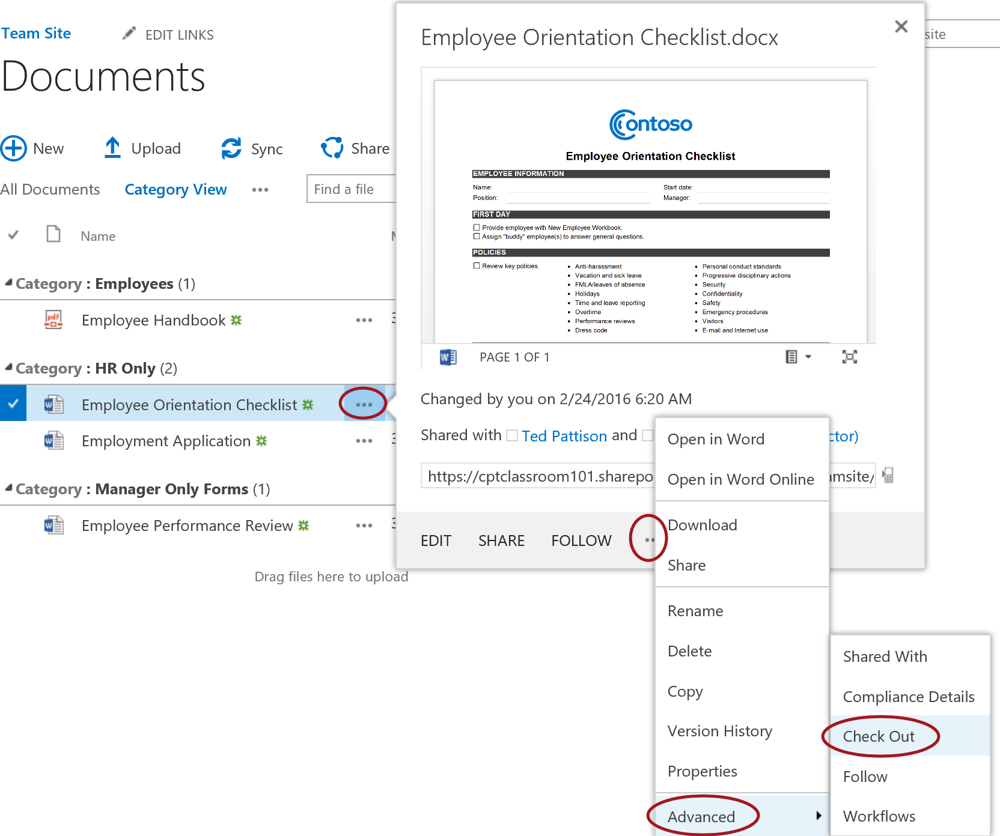 Team Site
EDIT LINKS
Documents
New
Upload
Sync
Share
All Documents
Category View
Find a file
Name
Category : Employees (1)
Employee Handbook
Category : HR Only (2)
Employee Orientation Checklist
Employment Application
Category : Manager Only Forms (1)
Employee Performance Review
Drag files here to upload
site
Employee Orientation Checklist.docx
Contoso
Employee Orientation Checklist
EMPLOYEE INFORMATION
Name:
Start date:
Position:
Manager:
FIRST DAY
Provide employee with New Employee Workbook.
Assign "buddy" employee(s) to answer general questions.
POLICIES
Review key policies.
• Anti-harassment
• Vacation and sick leave
• FMLA/leaves of absence
• Holidays
• Time and leave reporting
• Overtime
• Performance reviews
• Dress code
• Personal conduct standards
• Progressive disciplinary actions
• Security
• Confidentiality
• Safety
• Emergency procedures
• Visitors
• E-mail and Internet use
PAGE 1 OF 1
Changed by you on 2/24/2016 6:20 AM
Shared with Ted Pattison and ctor)
https://cptclassroom101.sharepo amsite/
EDIT
SHARE
FOLLOW
Open in Word
Open in Word Online
Download
Share
Rename
Delete
Copy
Version History
Properties
Advanced
Shared With
Compliance Details
Check Out
Follow
Workflows